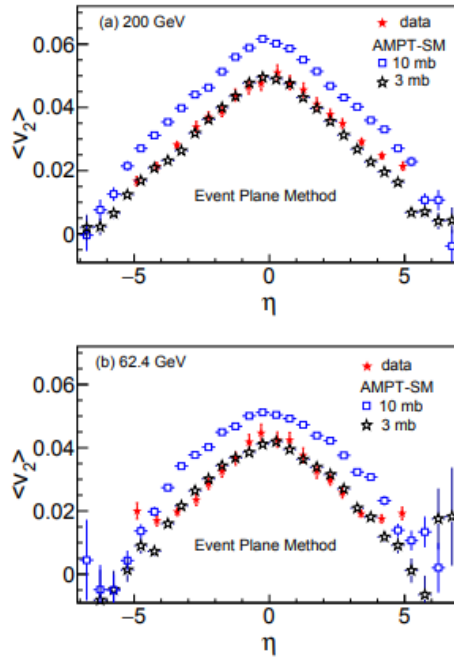 (a) 200 GeV
data
AMPT-SM
10 mb
3 mb
0.06
0.04
0.02
0
<v₂>
Event Plane Method
−5
0
5
η
(b) 62.4 GeV
data
AMPT-SM
10 mb
3 mb
0.06
0.04
0.02
0
<v₂>
Event Plane Method
−5
0
5
η